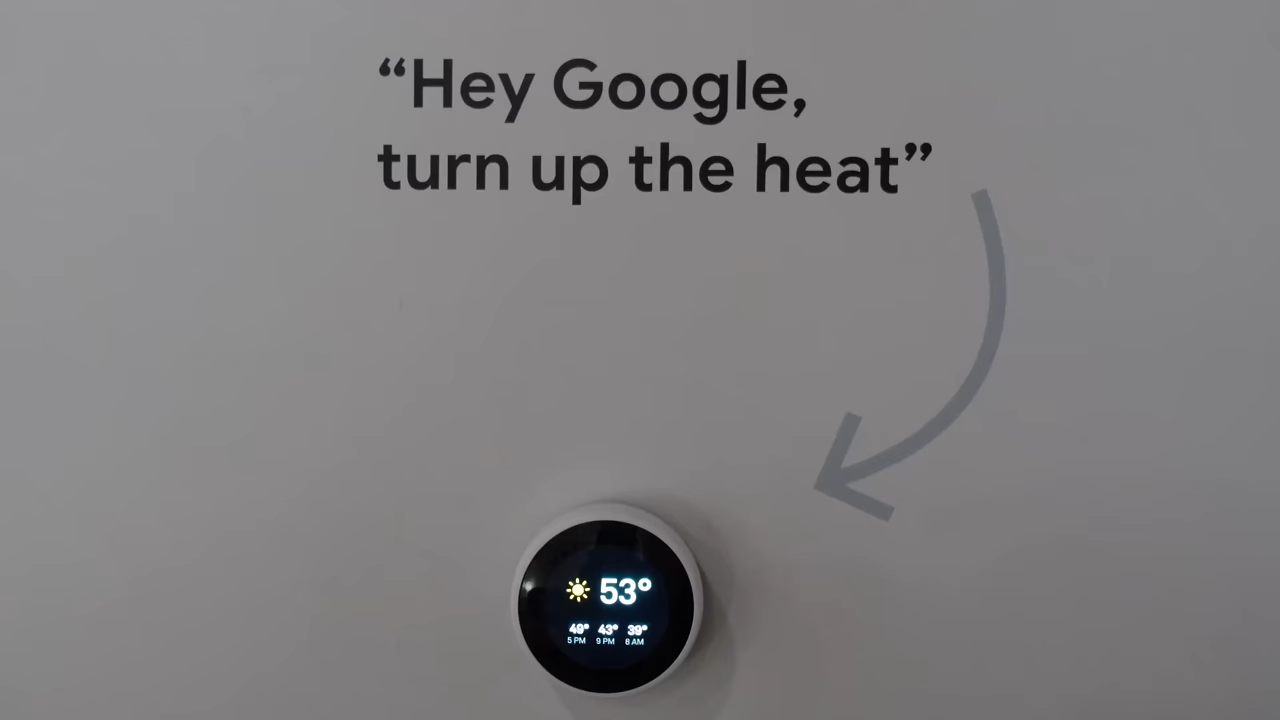 “Hey Google,
turn up the heat”
53°
49° 43° 39°
5 PM 9 PM 8 AM